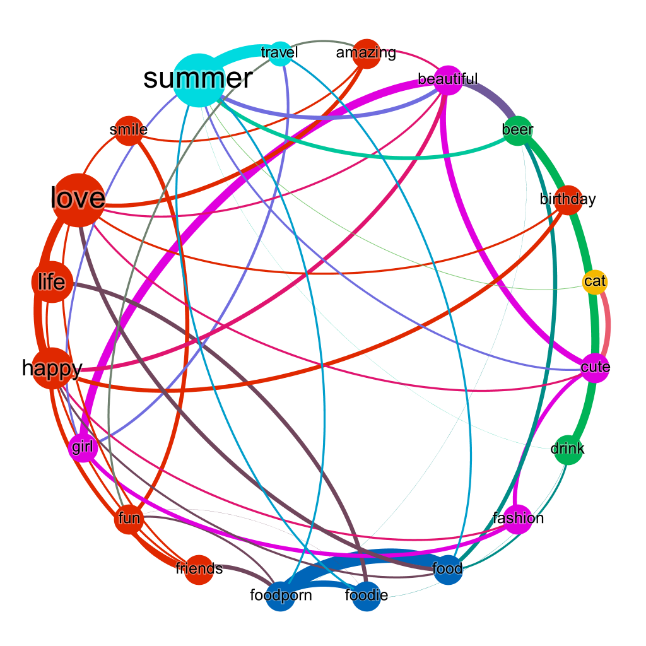 travel
amazing
summer
beautiful
smile
beer
love
birthday
life
cat
happy
cute
girl
drink
fun
fashion
friends
food
foodporn
foodie